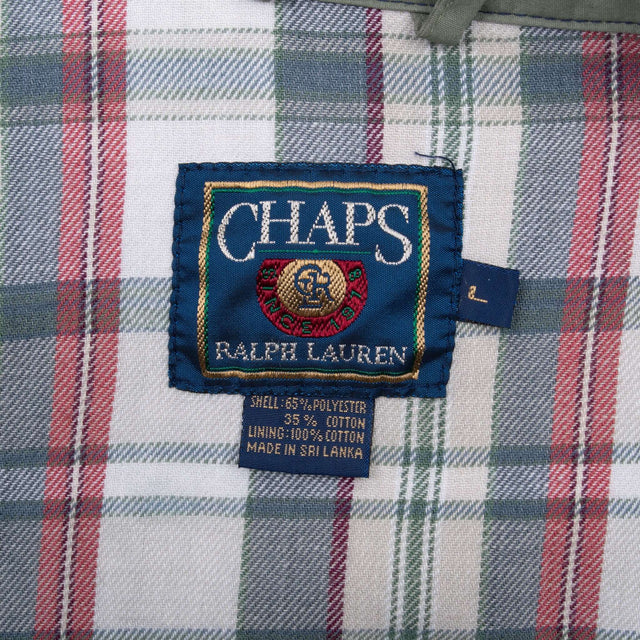 CHAPS
SINCE 1978
RALPH LAUREN
L
SHELL: 65% POLYESTER
35% COTTON
LINING: 100% COTTON
MADE IN SRI LANKA